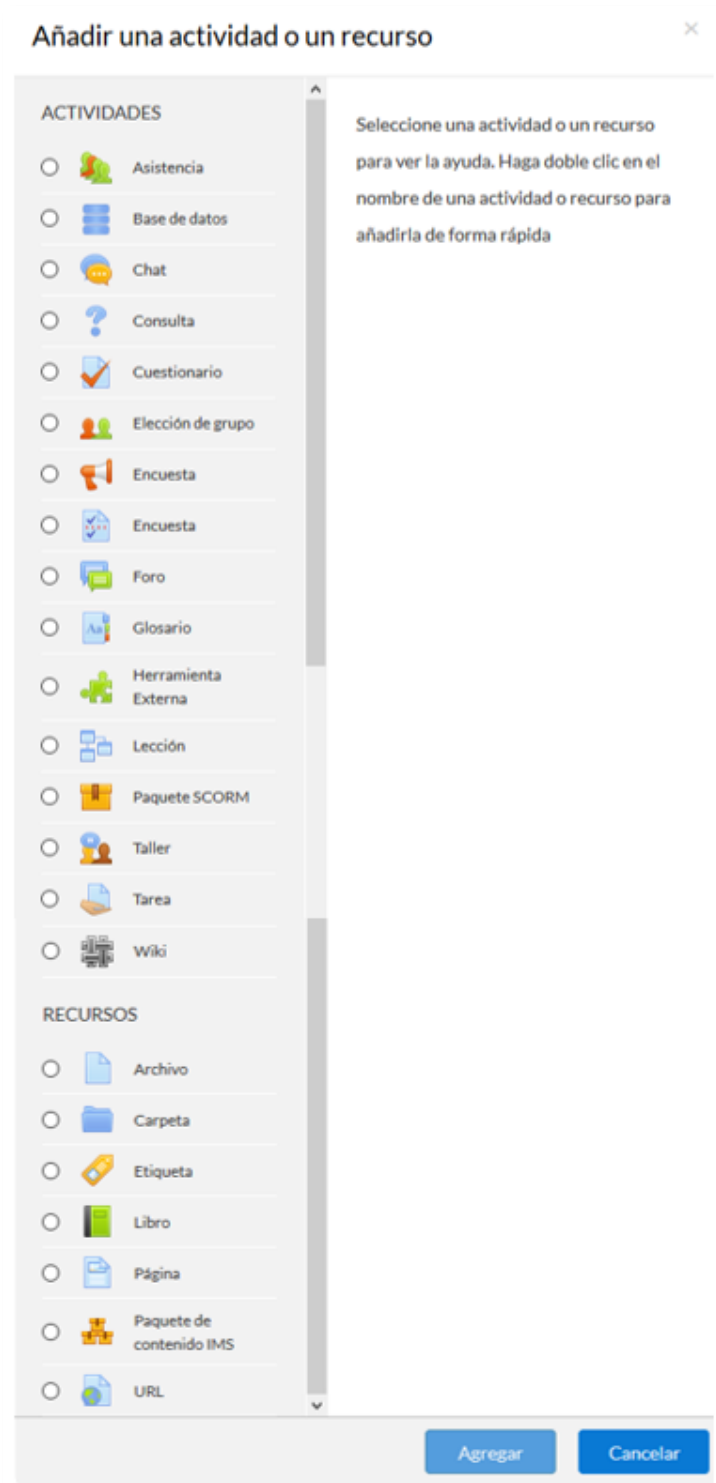 Añadir una actividad o un recurso
×
ACTIVIDADES
Asistencia
Base de datos
Chat
Consulta
Cuestionario
Elección de grupo
Encuesta
Encuesta
Foro
Glosario
Herramienta
Externa
Lección
Paquete SCORM
Taller
Tarea
Wiki
RECURSOS
Archivo
Carpeta
Etiqueta
Libro
Página
Paquete de
contenido IMS
URL
Seleccione una actividad o un recurso
para ver la ayuda. Haga doble clic en el
nombre de una actividad o recurso para
añadirla de forma rápida
Agregar
Cancelar